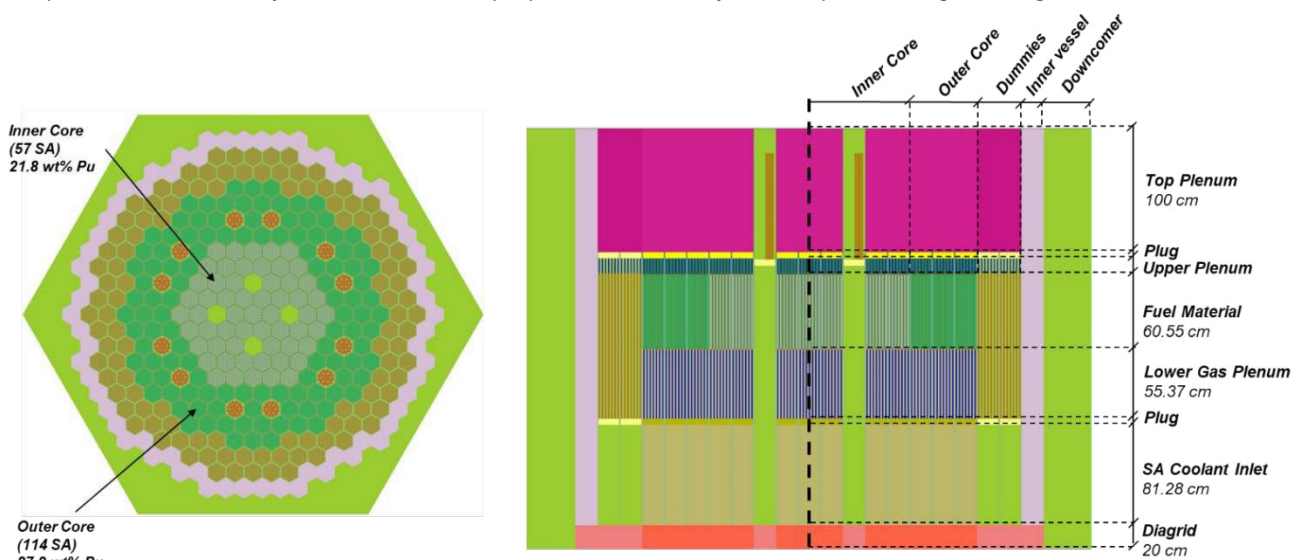 Inner Core
(57 SA)
21.8 wt% Pu
Outer Core
(114 SA)
Inner Core
Outer Core
Dummies
Inner vessel
Downcomer
Top Plenum
100 cm
Plug
Upper Plenum
Fuel Material
60.55 cm
Lower Gas Plenum
55.37 cm
Plug
SA Coolant Inlet
81.28 cm
Diagrid
20 cm